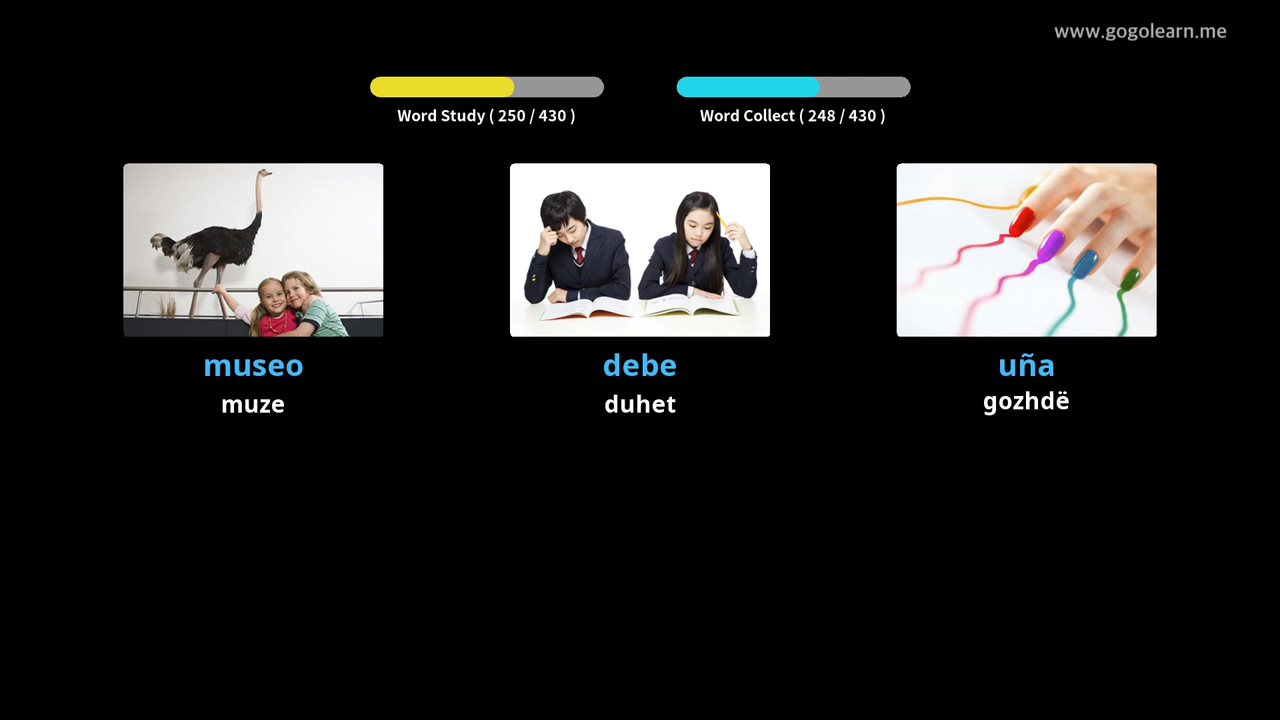 www.gogolearn.me
Word Study ( 250 / 430 )
Word Collect ( 248 / 430 )
museo
muze
debe
duhet
uña
gozhdë